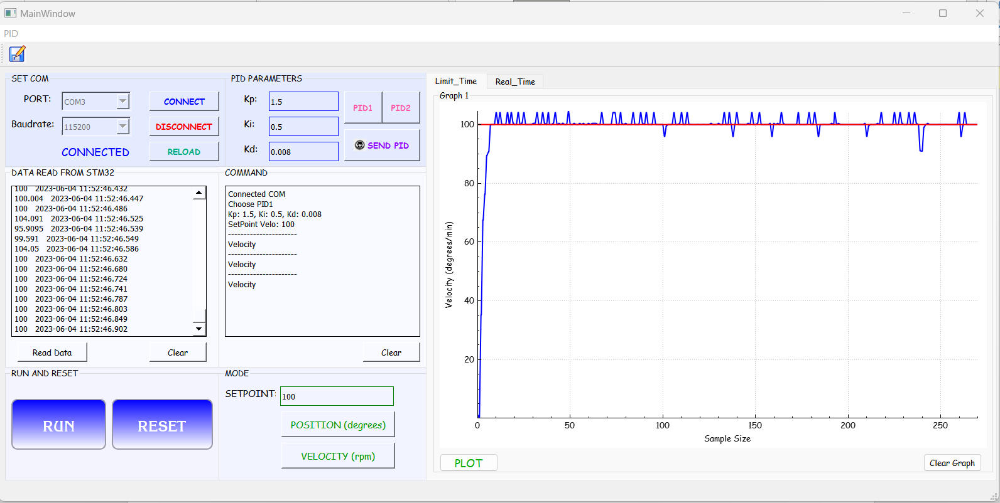 MainWindow
PID
SET COM
PORT: COM3 CONNECT
Baudrate: 115200 DISCONNECT
CONNECTED RELOAD
PID PARAMETERS
Kp: 1.5 PID1 PID2
Ki: 0.5
Kd: 0.008 SEND PID
DATA READ FROM STM32
100 2023-06-04 11:52:46.432
100.004 2023-06-04 11:52:46.447
100 2023-06-04 11:52:46.486
104.091 2023-06-04 11:52:46.525
95.9095 2023-06-04 11:52:46.539
99.591 2023-06-04 11:52:46.549
104.05 2023-06-04 11:52:46.586
100 2023-06-04 11:52:46.632
100 2023-06-04 11:52:46.680
100 2023-06-04 11:52:46.724
100 2023-06-04 11:52:46.741
100 2023-06-04 11:52:46.787
100 2023-06-04 11:52:46.803
100 2023-06-04 11:52:46.849
100 2023-06-04 11:52:46.902
Read Data Clear
COMMAND
Connected COM
Choose PID1
Kp: 1.5, Ki: 0.5, Kd: 0.008
SetPoint Velo: 100
----------------------
Velocity
----------------------
Velocity
----------------------
Velocity
Clear
RUN AND RESET
RUN RESET
MODE
SETPOINT: 100
POSITION (degrees)
VELOCITY (rpm)
Limit_Time Real_Time
Graph 1
100
80
60
40
20
Velocity (degrees/min)
0 50 100 150 200 250
Sample Size
PLOT Clear Graph